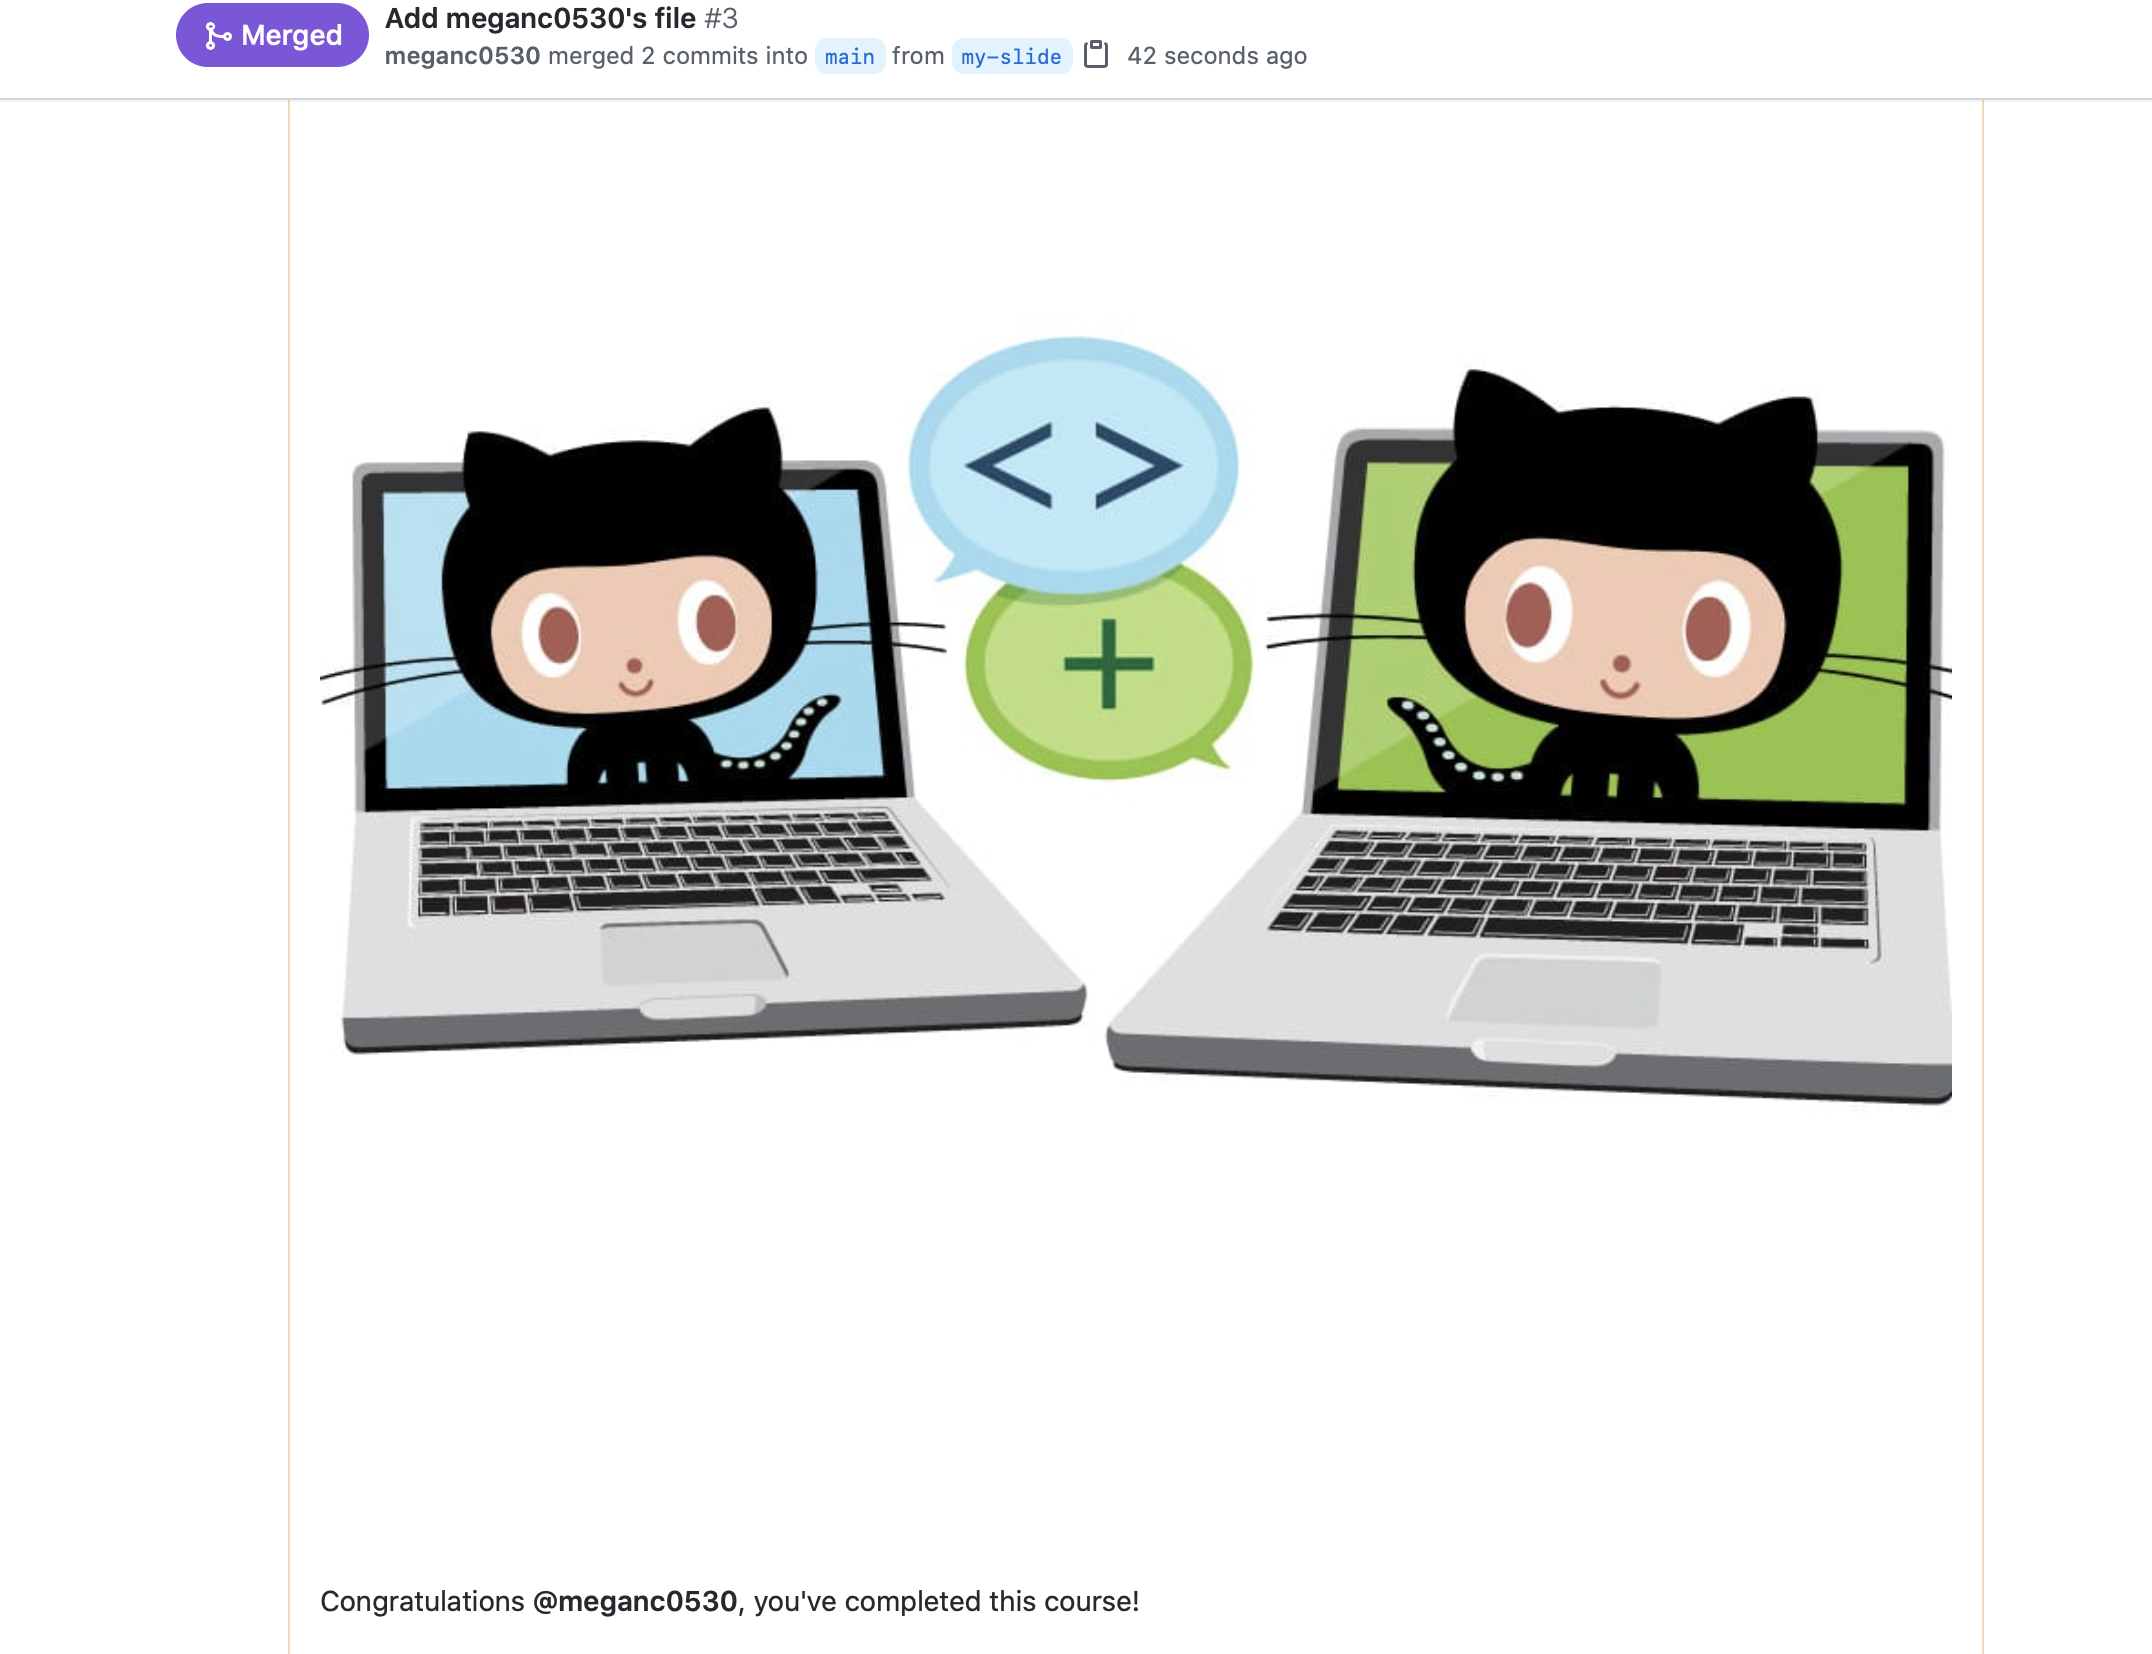 Merged
Add meganc0530's file #3
meganc0530 merged 2 commits into main from my-slide 42 seconds ago
< >
+
Congratulations @meganc0530, you've completed this course!